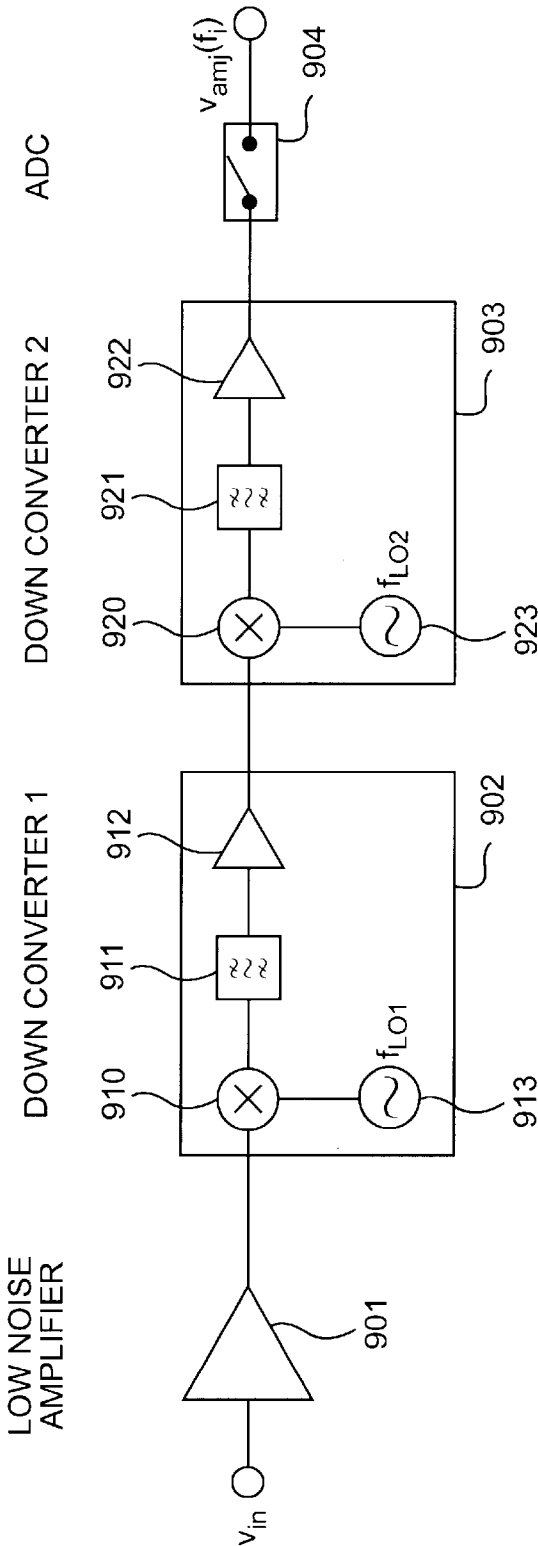 LOW NOISE
AMPLIFIER
DOWN CONVERTER 1
DOWN CONVERTER 2
ADC
910
911
912
920
921
922
v_in
v_amj(f_i)
901
f_LO1
913
902
f_LO2
923
903
904